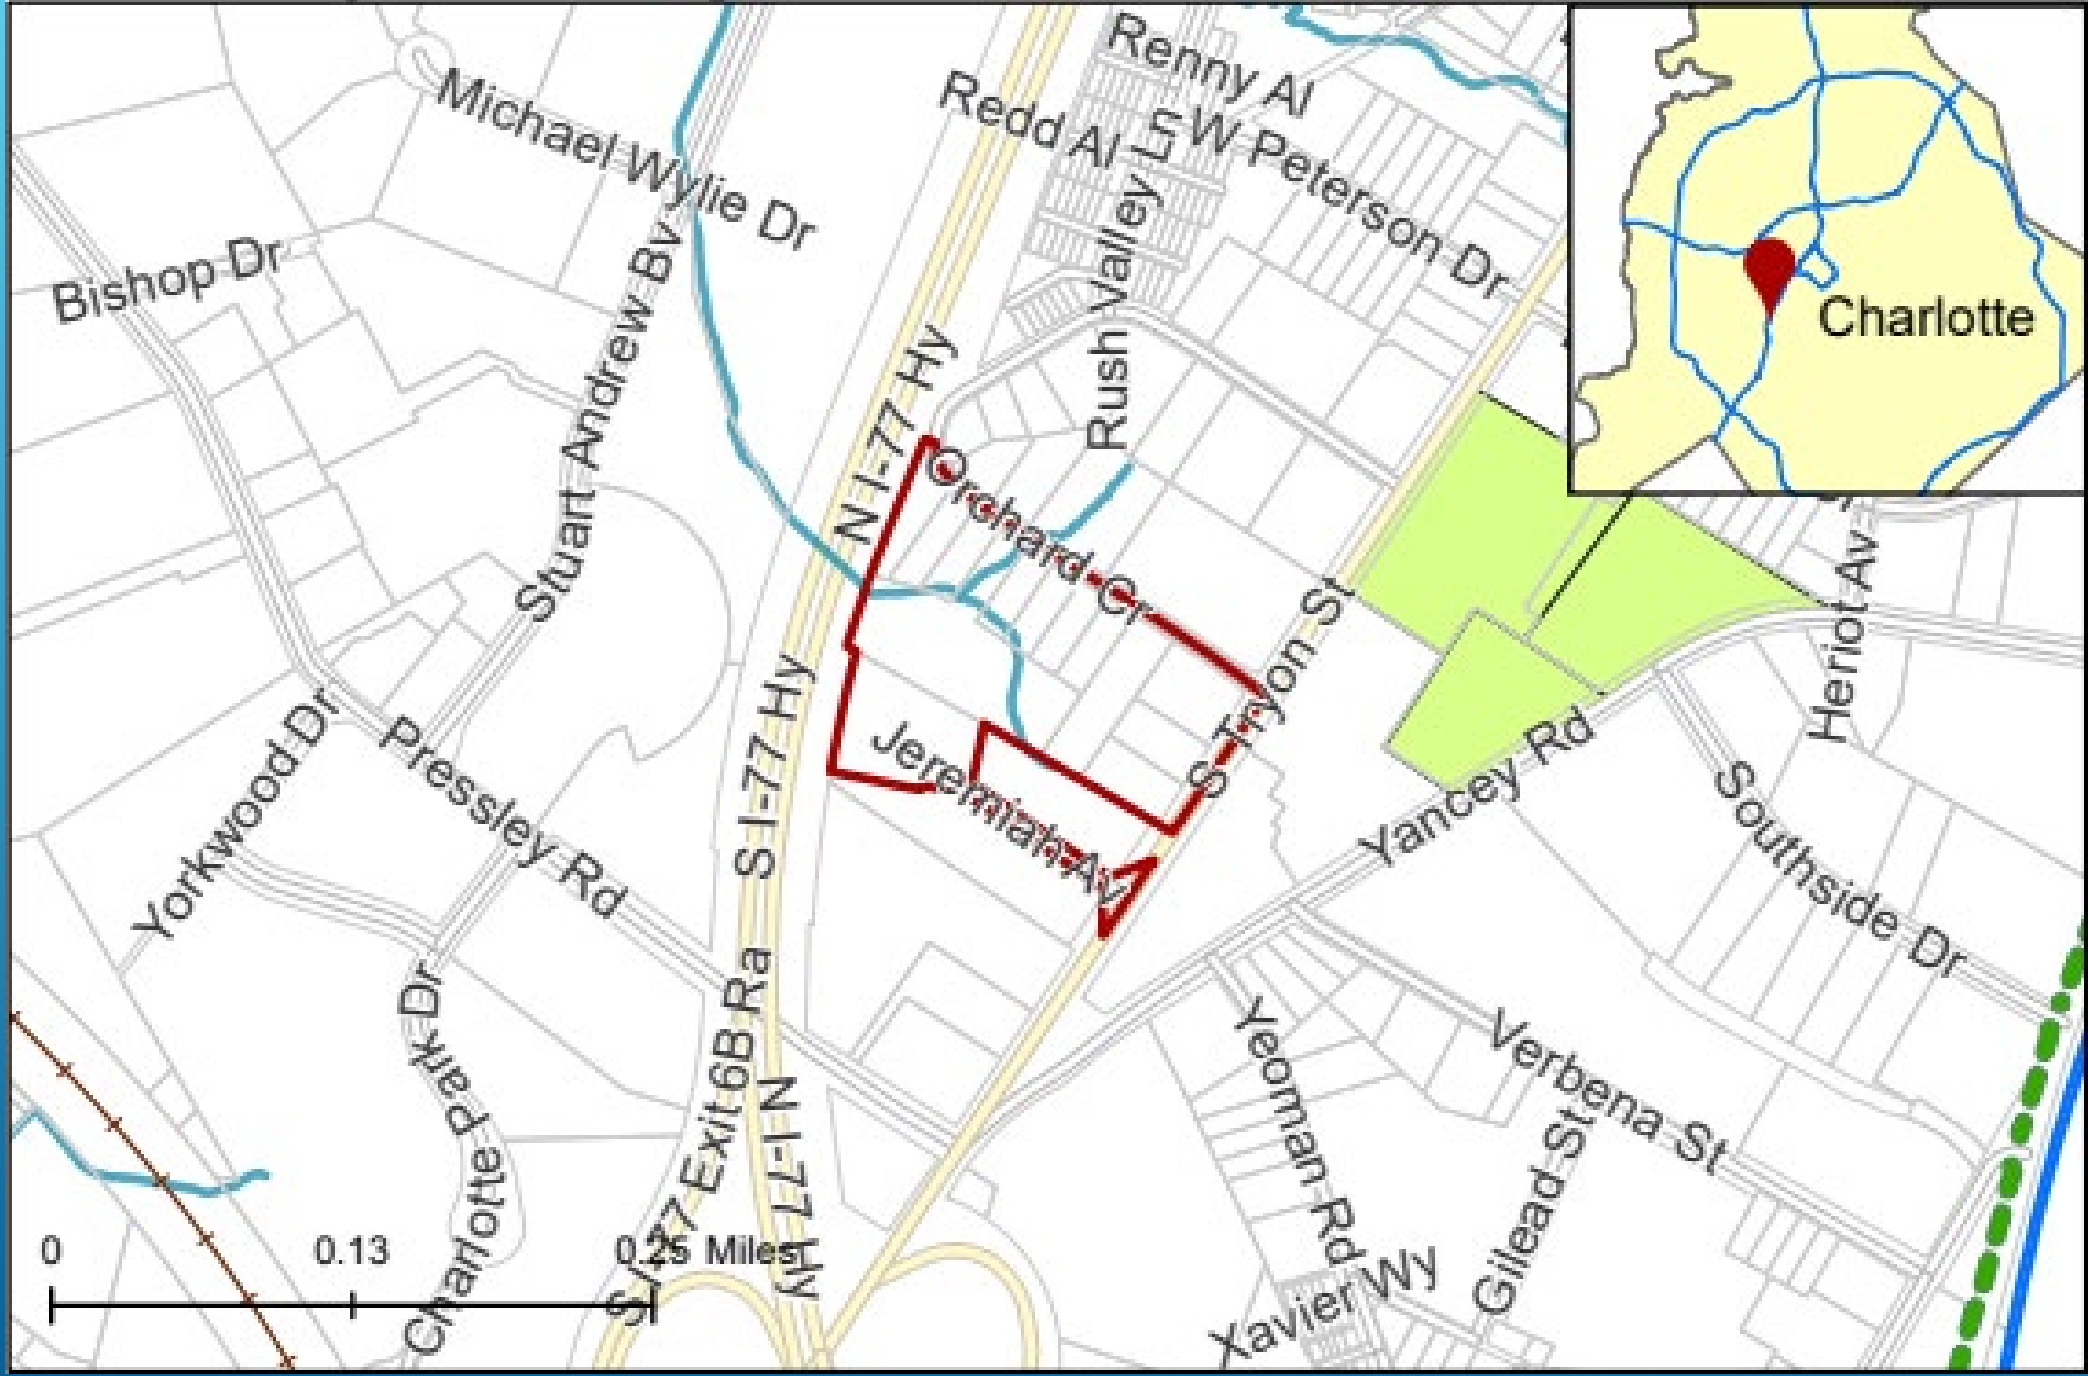 Renny Al
Redd Al
Michael Wylie Dr
W Peterson Dr
Rush Valley Ln
Bishop Dr
Stuart Andrew Bv
Charlotte
N I-77 Hy
Orchard Cr
S Tryon St
Heriot Av
S I-77 Hy
Jeremiah Av
Yorkwood Dr
Pressley Rd
Yancey Rd
Southside Dr
Charlotte Park Dr
S I-77 Exit 6B Ra
N I-77 Hy
Yeoman Rd
Verbena St
Gilead St
Xavier Wy
0 0.13 0.25 Miles